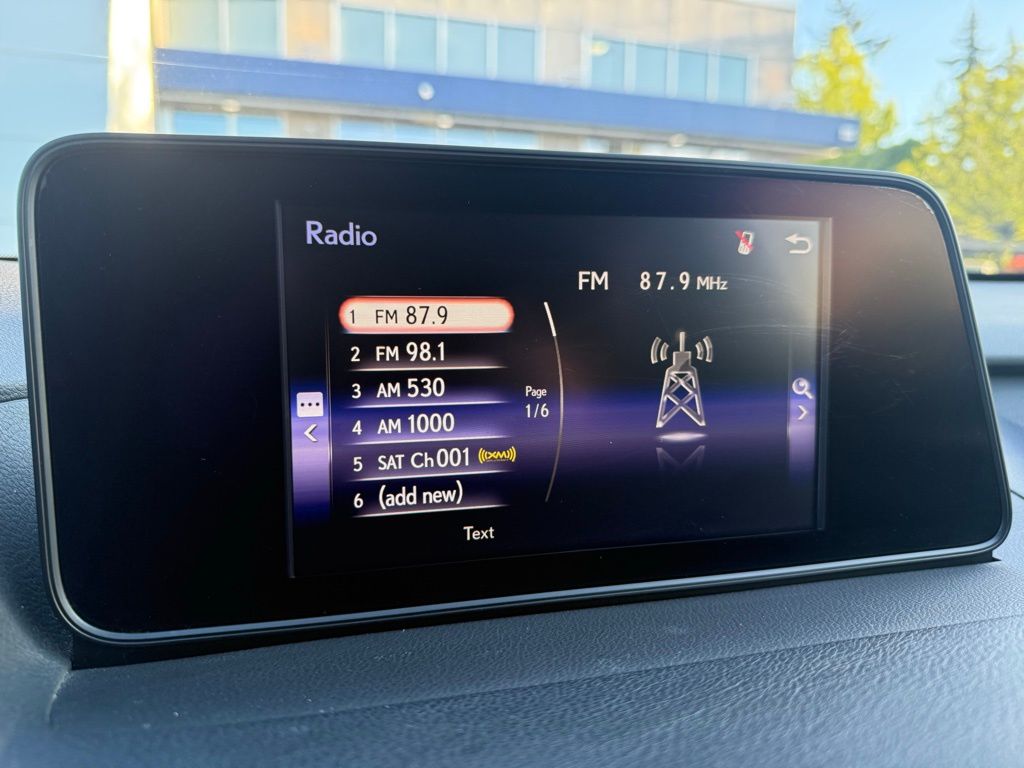 Radio
FM 87.9 MHz
1 FM 87.9
2 FM 98.1
3 AM 530
4 AM 1000
5 SAT Ch001 ((XM))
6 (add new)
Page
1/6
Text